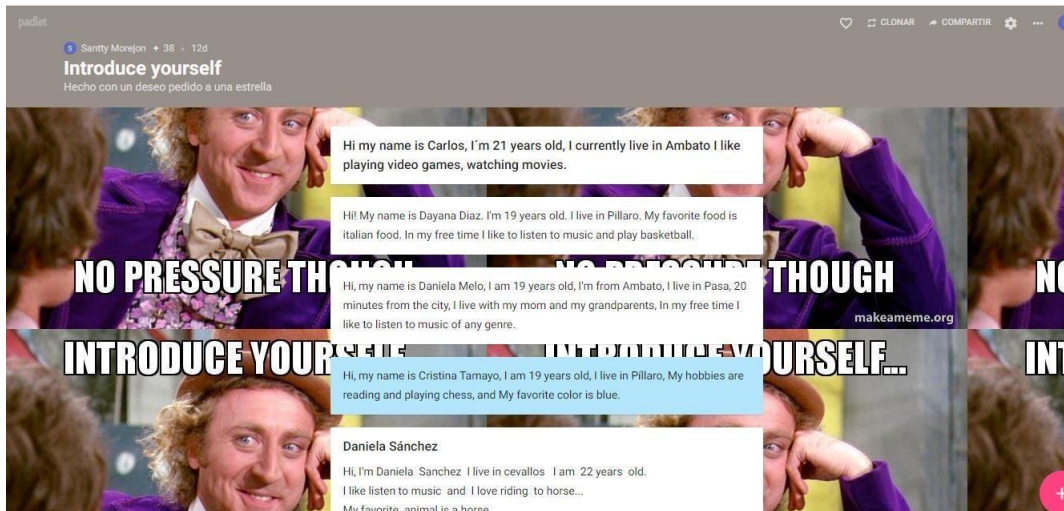 padlet
CLONAR
COMPARTIR
S Santty Morejon + 38 • 12d
Introduce yourself
Hecho con un deseo pedido a una estrella
Hi my name is Carlos, I´m 21 years old, I currently live in Ambato I like
playing video games, watching movies.
Hi! My name is Dayana Diaz. I'm 19 years old. I live in Pillaro. My favorite food is
italian food. In my free time I like to listen to music and play basketball.
NO PRESSURE THOUGH
NO PRESSURE THOUGH
NO
Hi, my name is Daniela Melo, I am 19 years old, I'm from Ambato, I live in Pasa, 20
minutes from the city, I live with my mom and my grandparents, In my free time I
like to listen to music of any genre.
makeameme.org
INTRODUCE YOURSELF
INTRODUCE YOURSELF...
INT
Hi, my name is Cristina Tamayo, I am 19 years old, I live in Píllaro, My hobbies are
reading and playing chess, and My favorite color is blue.
Daniela Sánchez
Hi, I'm Daniela Sanchez I live in cevallos I am 22 years old.
I like listen to music and I love riding to horse...
My favorite animal is a horse